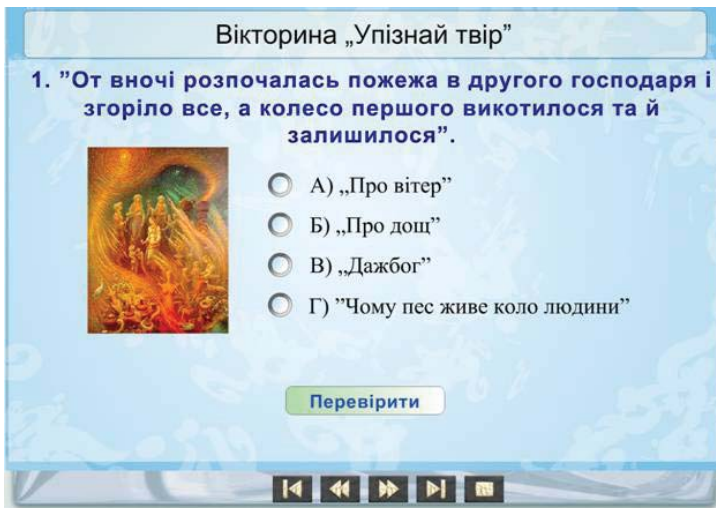 Вікторина „Упізнай твір”
1. ”От вночі розпочалась пожежа в другого господаря і
згоріло все, а колесо першого викотилося та й
залишилося”.
А) „Про вітер”
Б) „Про дощ”
В) „Дажбог”
Г) ”Чому пес живе коло людини”
Перевірити